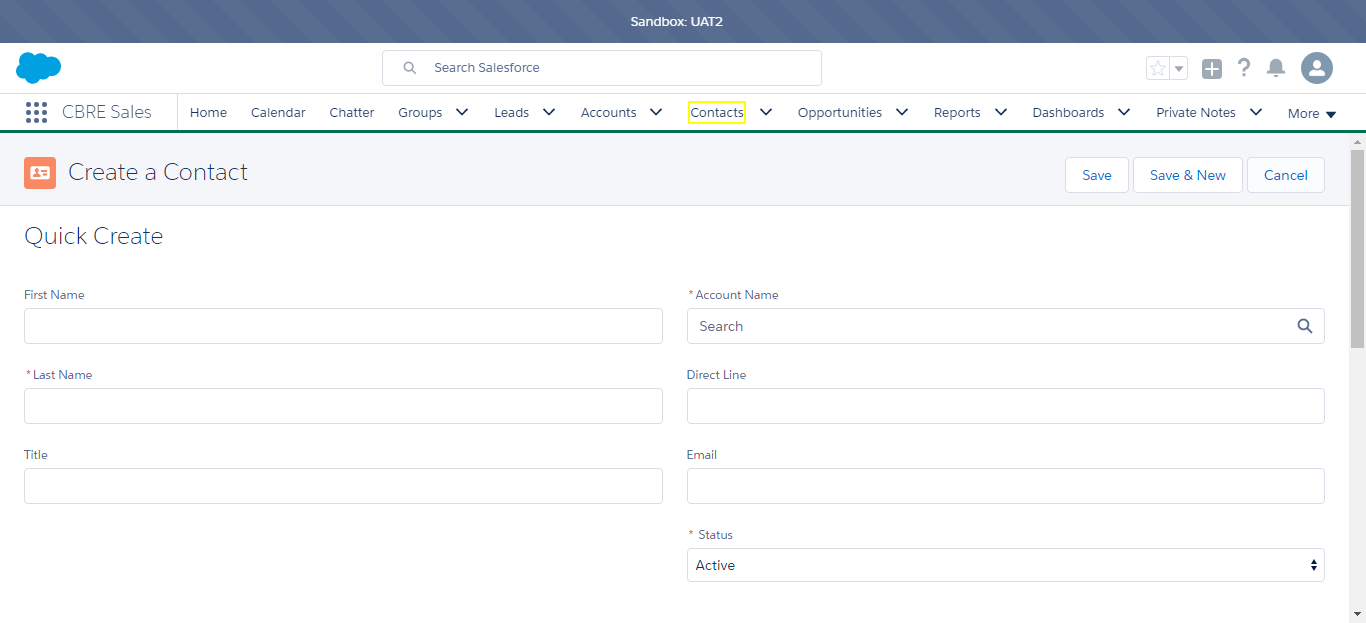 Sandbox: UAT2
Search Salesforce
CBRE Sales Home Calendar Chatter Groups Leads Accounts Contacts Opportunities Reports Dashboards Private Notes More
Create a Contact Save Save & New Cancel
Quick Create
First Name *Account Name
Search
*Last Name Direct Line
Title Email
* Status
Active